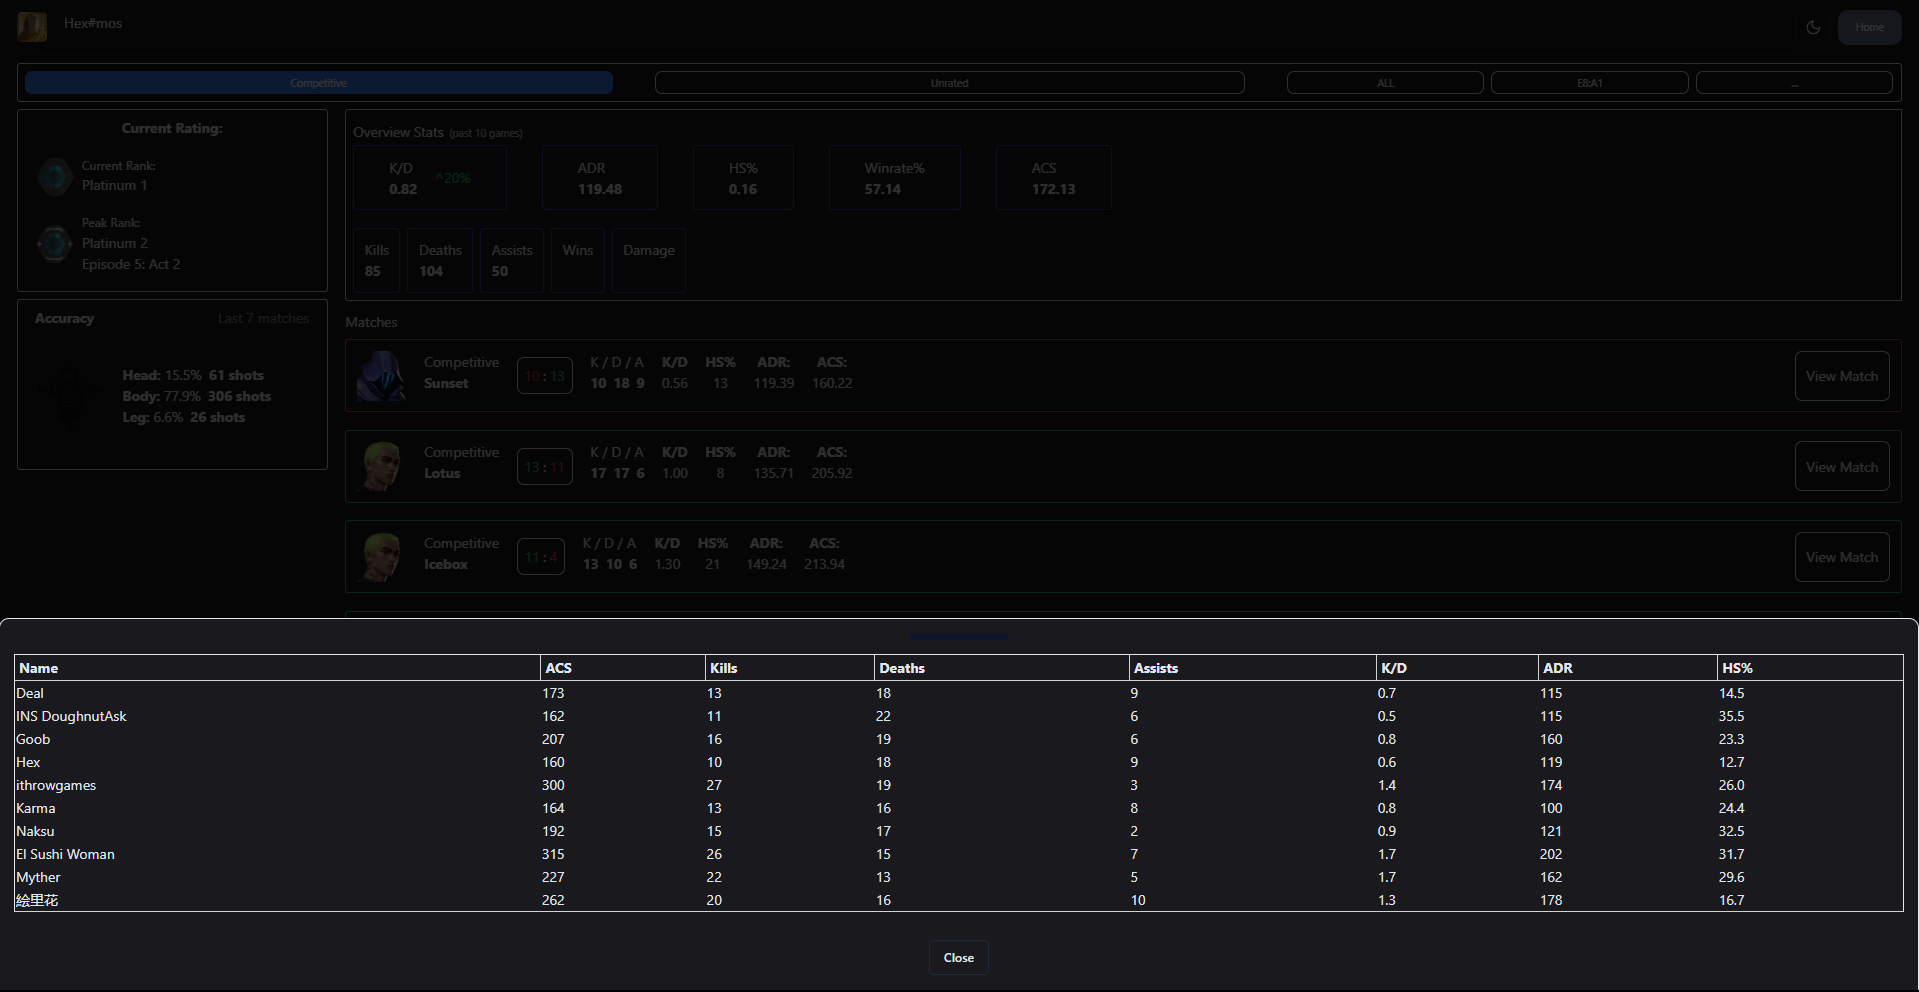 Hex#mos
Home
Competitive Unrated ALL E8:A1 ...
Current Rating:
Current Rank:
Platinum 1
Peak Rank:
Platinum 2
Episode 5: Act 2
Accuracy Last 7 matches
Head: 15.5% 61 shots
Body: 77.9% 306 shots
Leg: 6.6% 26 shots
Overview Stats (past 10 games)
K/D ADR HS% Winrate% ACS
0.82 ^20% 119.48 0.16 57.14 172.13
Kills Deaths Assists Wins Damage
85 104 50
Matches
Competitive K / D / A K/D HS% ADR: ACS:
Sunset 10 : 13 10 18 9 0.56 13 119.39 160.22 View Match
Competitive K / D / A K/D HS% ADR: ACS:
Lotus 13 : 11 17 17 6 1.00 8 135.71 205.92 View Match
Competitive K / D / A K/D HS% ADR: ACS:
Icebox 11 : 4 13 10 6 1.30 21 149.24 213.94 View Match
Name ACS Kills Deaths Assists K/D ADR HS%
Deal 173 13 18 9 0.7 115 14.5
INS DoughnutAsk 162 11 22 6 0.5 115 35.5
Goob 207 16 19 6 0.8 160 23.3
Hex 160 10 18 9 0.6 119 12.7
ithrowgames 300 27 19 3 1.4 174 26.0
Karma 164 13 16 8 0.8 100 24.4
Naksu 192 15 17 2 0.9 121 32.5
El Sushi Woman 315 26 15 7 1.7 202 31.7
Myther 227 22 13 5 1.7 162 29.6
絵里花 262 20 16 10 1.3 178 16.7
Close